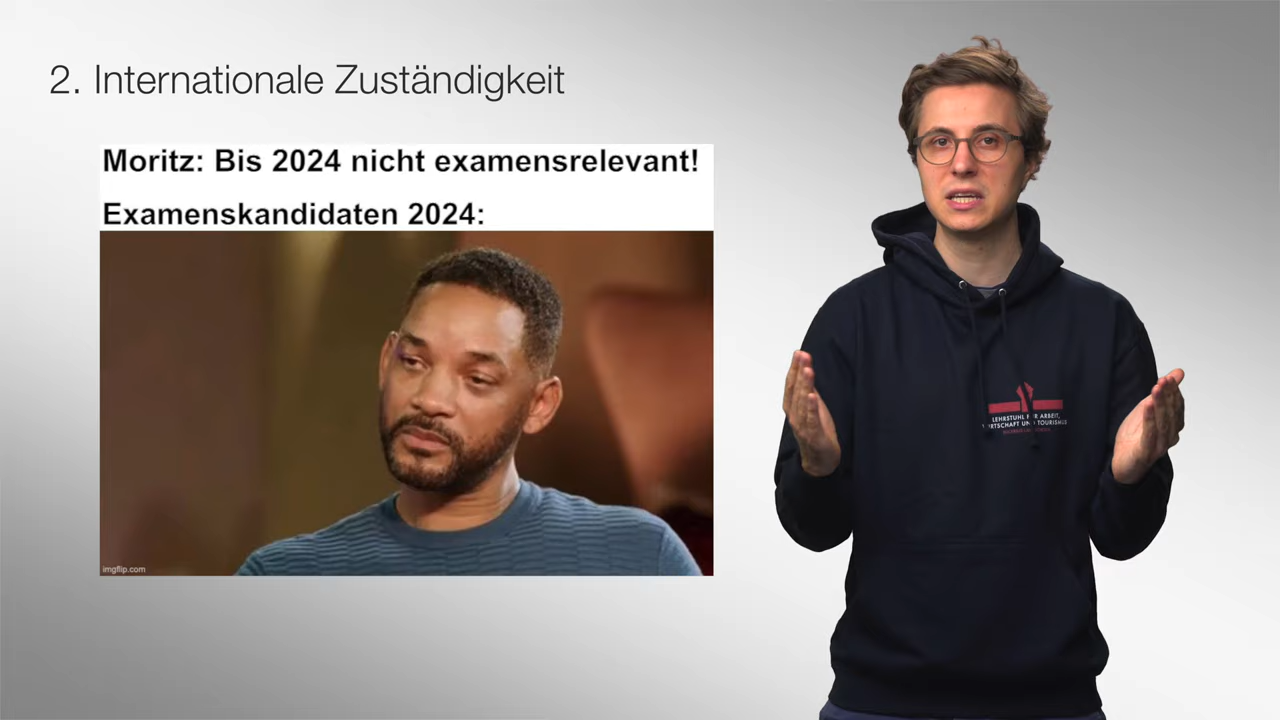 2. Internationale Zuständigkeit
Moritz: Bis 2024 nicht examensrelevant!
Examenskandidaten 2024:
imgflip.com
LEHRSTUHL FÜR ARBEIT,
WIRTSCHAFT UND TOURISMUS